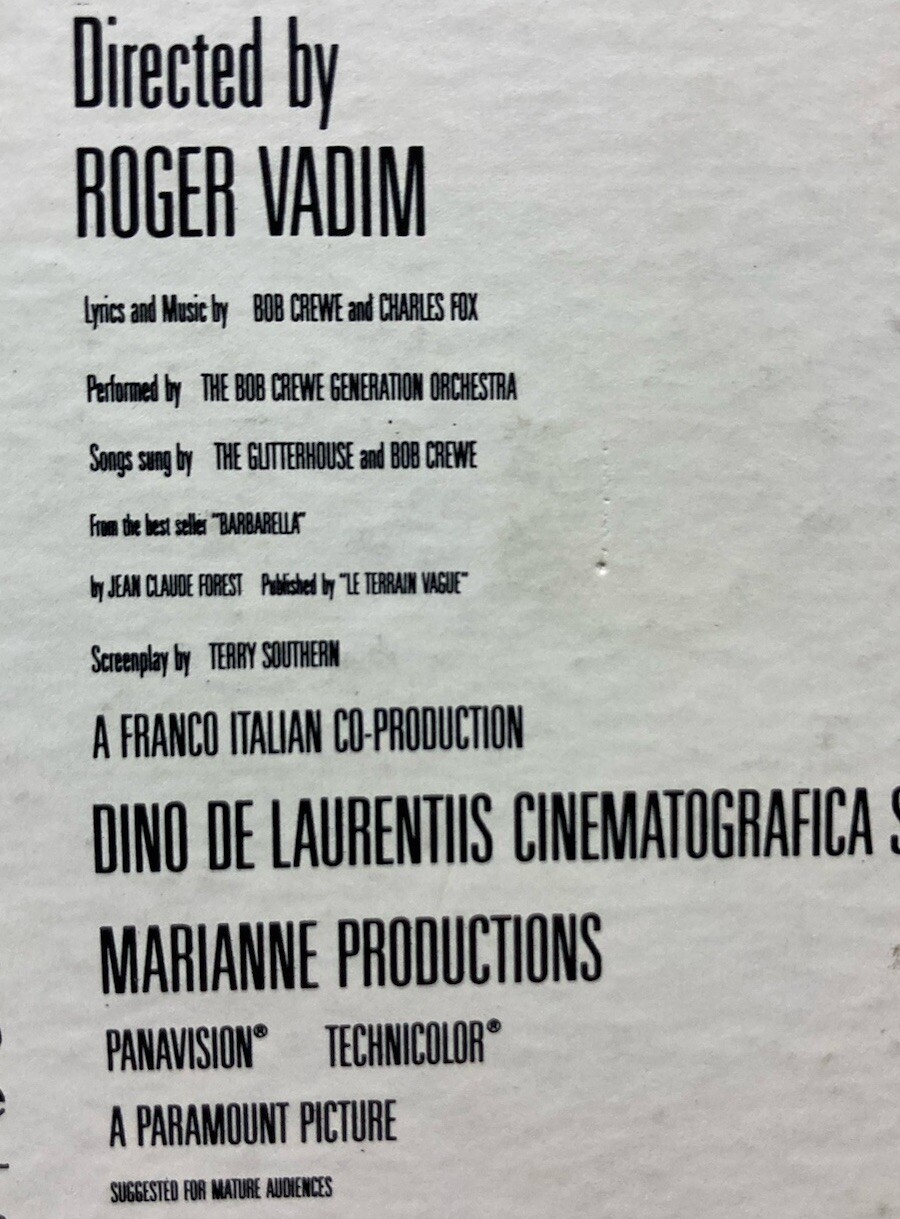 Directed by
ROGER VADIM
Lyrics and Music by BOB CREWE and CHARLES FOX
Performed by THE BOB CREWE GENERATION ORCHESTRA
Songs sung by THE GLITTERHOUSE and BOB CREWE
From the best seller "BARBARELLA"
by JEAN CLAUDE FOREST Published by "LE TERRAIN VAGUE"
Screenplay by TERRY SOUTHERN
A FRANCO ITALIAN CO-PRODUCTION
DINO DE LAURENTIIS CINEMATOGRAFICA S
MARIANNE PRODUCTIONS
PANAVISION® TECHNICOLOR®
A PARAMOUNT PICTURE
SUGGESTED FOR MATURE AUDIENCES